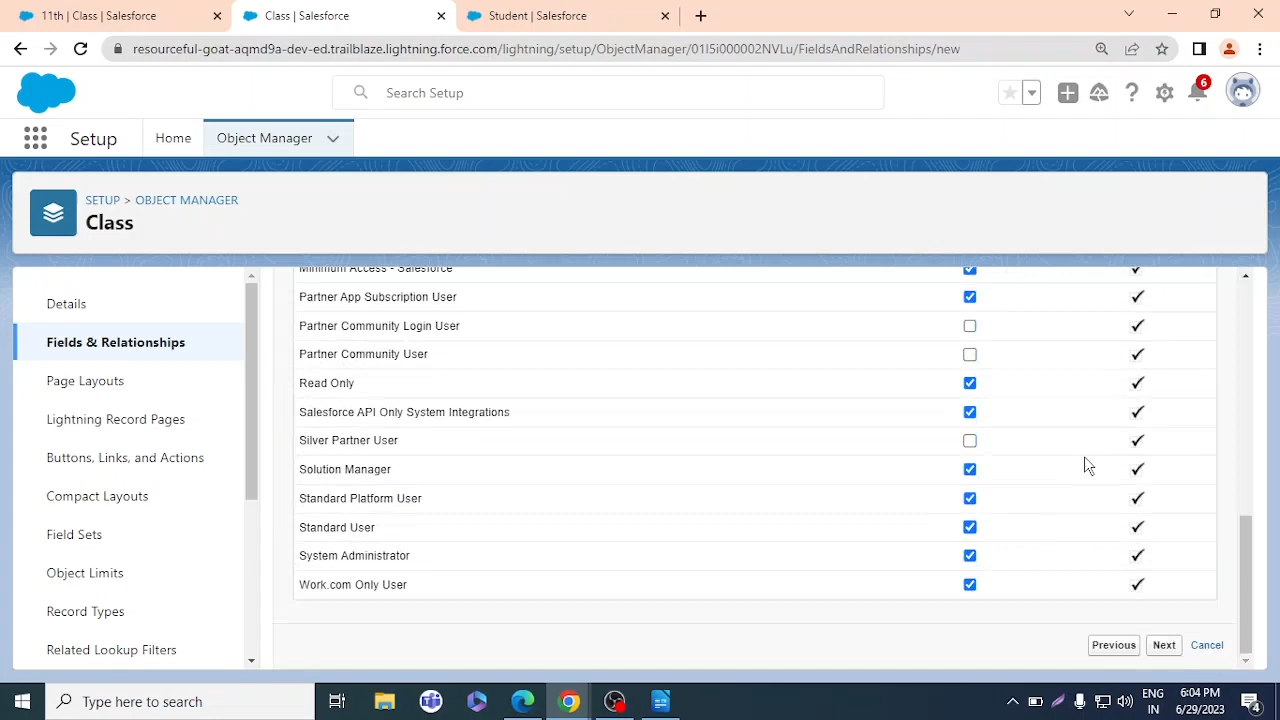 11th | Class | Salesforce
Class | Salesforce
Student | Salesforce
resourceful-goat-aqmd9a-dev-ed.trailblaze.lightning.force.com/lightning/setup/ObjectManager/01I5i000002NVLu/FieldsAndRelationships/new
Search Setup
6
Setup
Home
Object Manager
SETUP > OBJECT MANAGER
Class
Details
Fields & Relationships
Page Layouts
Lightning Record Pages
Buttons, Links, and Actions
Compact Layouts
Field Sets
Object Limits
Record Types
Related Lookup Filters
Minimum Access - Salesforce
Partner App Subscription User
Partner Community Login User
Partner Community User
Read Only
Salesforce API Only System Integrations
Silver Partner User
Solution Manager
Standard Platform User
Standard User
System Administrator
Work.com Only User
Previous
Next
Cancel
Type here to search
ENG
IN
6:04 PM
6/29/2023
4